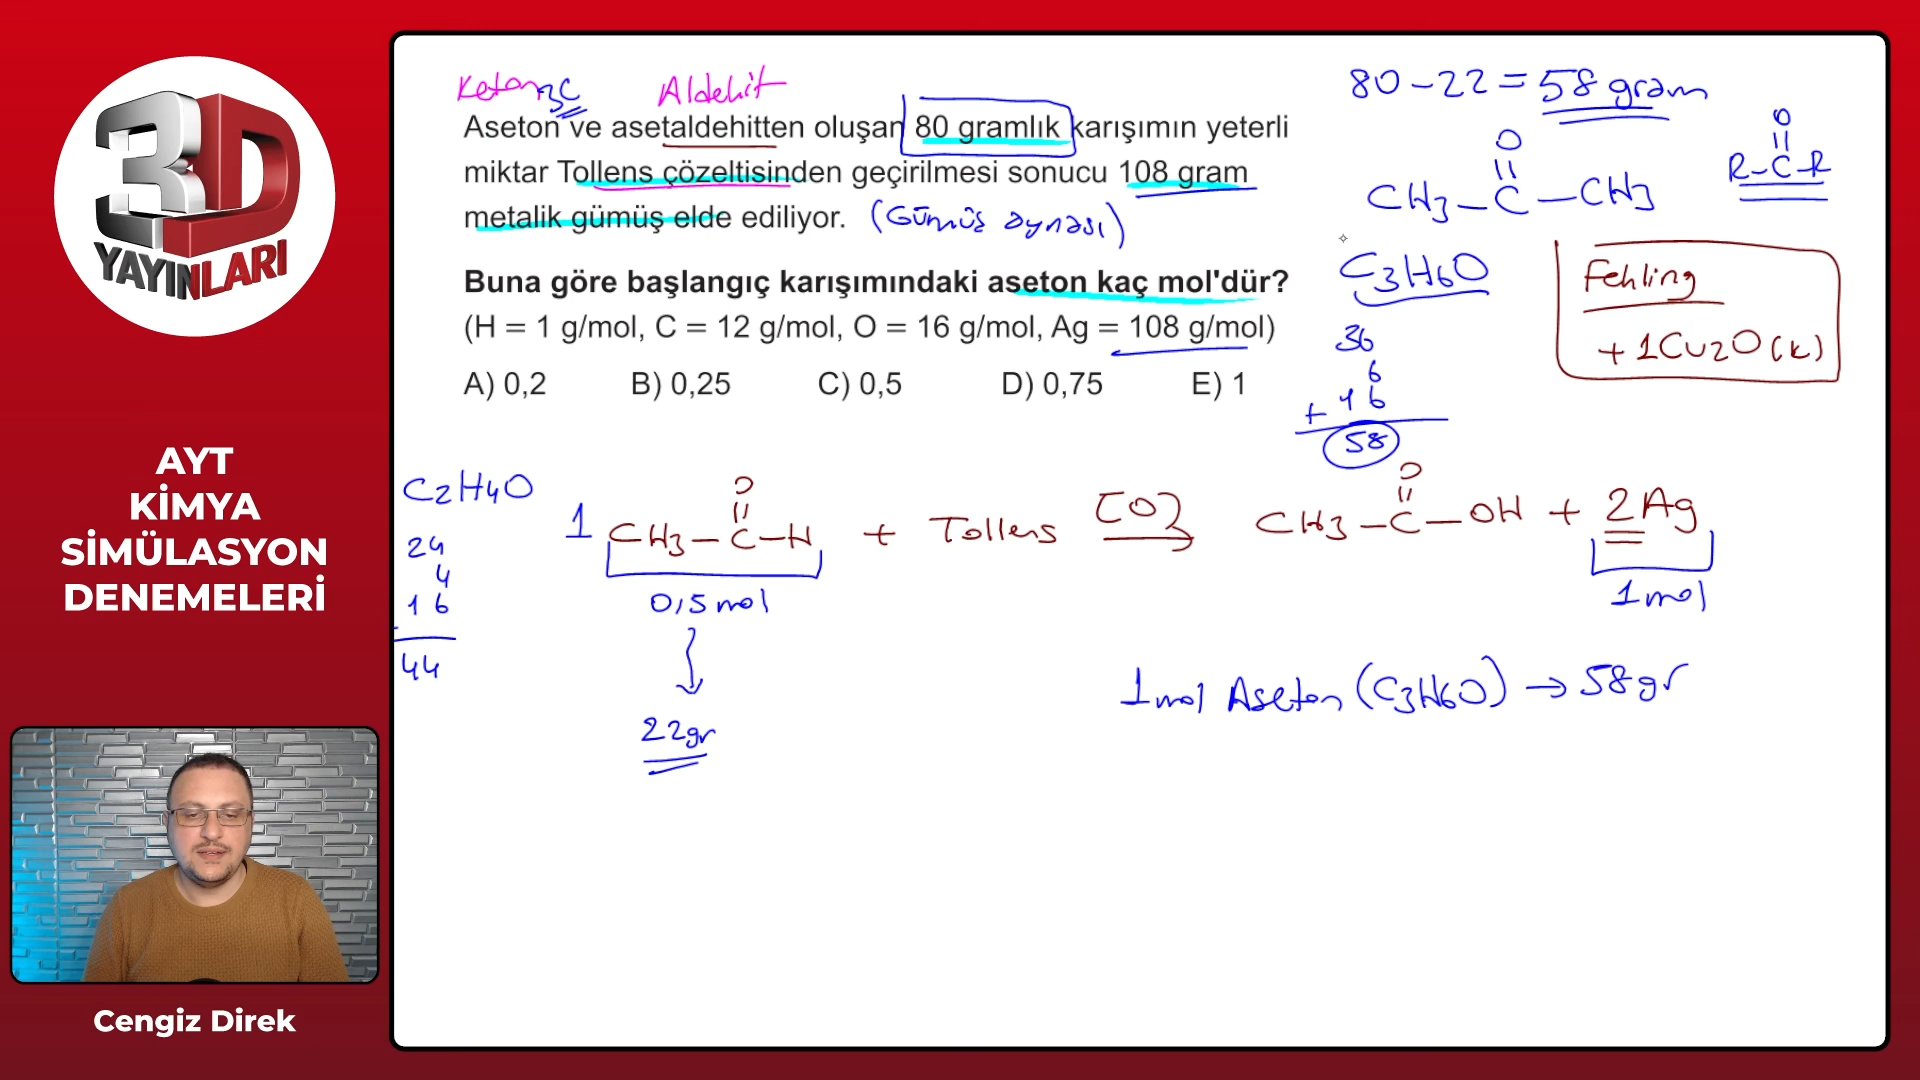 3D
YAYINLARI
AYT
KİMYA
SİMÜLASYON
DENEMELERİ
Cengiz Direk
Keton 3C
Aldehit
Aseton ve asetaldehitten oluşan 80 gramlık karışımın yeterli
miktar Tollens çözeltisinden geçirilmesi sonucu 108 gram
metalik gümüş elde ediliyor. (Gümüş aynası)
Buna göre başlangıç karışımındaki aseton kaç mol'dür?
(H = 1 g/mol, C = 12 g/mol, O = 16 g/mol, Ag = 108 g/mol)
A) 0,2 B) 0,25 C) 0,5 D) 0,75 E) 1
80-22=58 gram
O
CH3-C-CH3
O
R-C-R
C3H6O
36
6
+ 16
58
Fehling
+ 1Cu2O(k)
C2H4O
24
4
16
44
O O
1 CH3-C-H + Tollens [O] CH3-C-OH + 2Ag
0,5 mol 1 mol
22gr
1mol Aseton (C3H6O) → 58gr